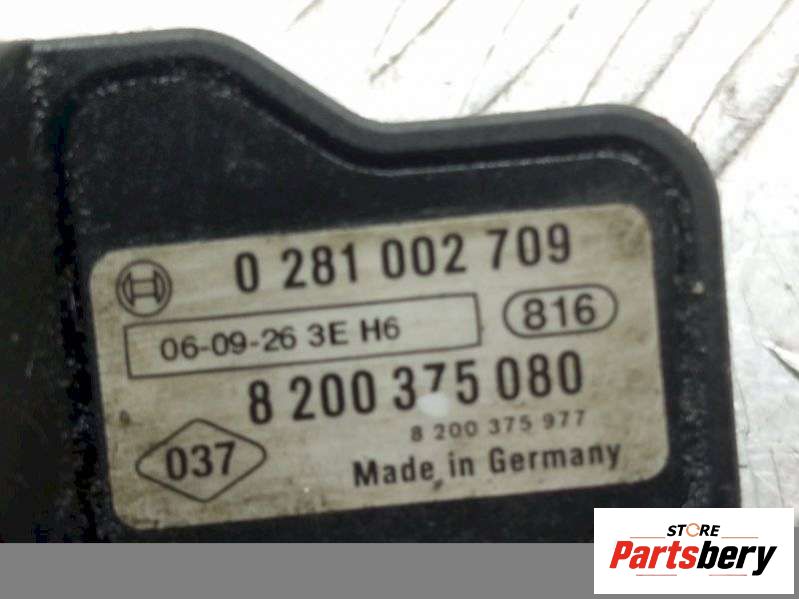 0 281 002 709
06-09-26 3E H6
816
8 200 375 080
8 200 375 977
037
Made in Germany
STORE
Partsbery